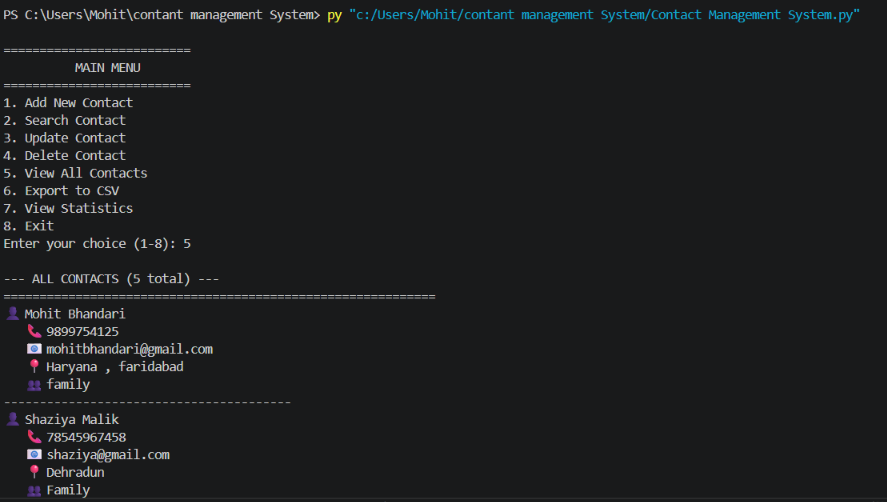 PS C:\Users\Mohit\contant management System> py "c:/Users/Mohit/contant management System/Contact Management System.py"
==========================
MAIN MENU
==========================
1. Add New Contact
2. Search Contact
3. Update Contact
4. Delete Contact
5. View All Contacts
6. Export to CSV
7. View Statistics
8. Exit
Enter your choice (1-8): 5
--- ALL CONTACTS (5 total) ---
============================================================
👤 Mohit Bhandari
📞 9899754125
📧 mohitbhandari@gmail.com
📍 Haryana , faridabad
👥 family
----------------------------------------
👤 Shaziya Malik
📞 78545967458
📧 shaziya@gmail.com
📍 Dehradun
👥 Family